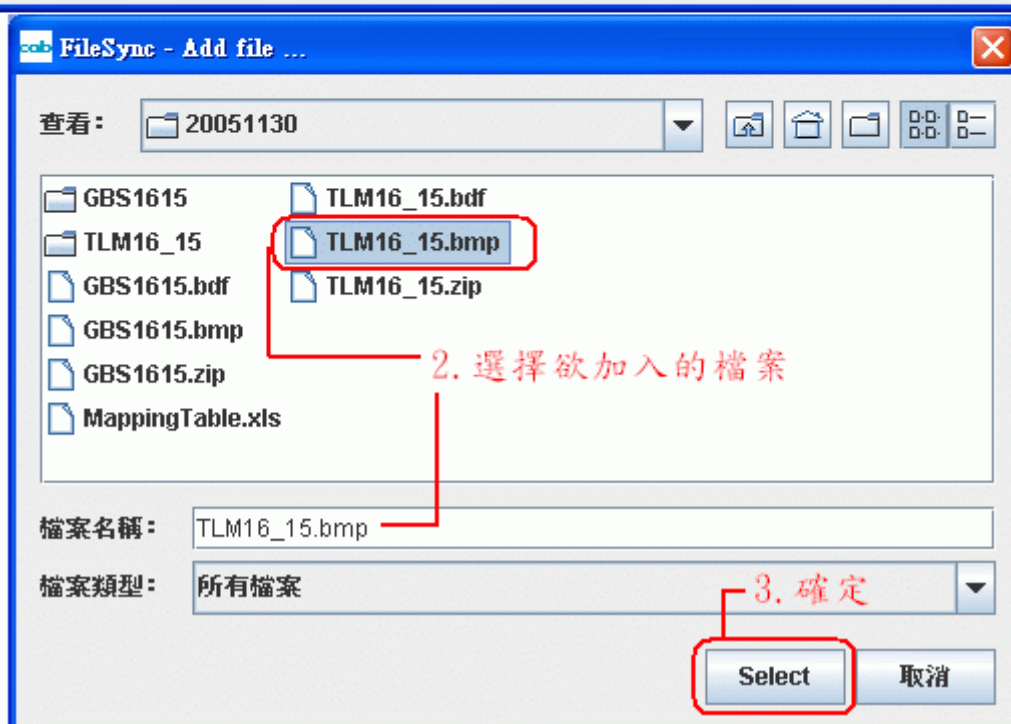 cab FileSync - Add file ...
查看： 20051130
GBS1615 TLM16_15.bdf
TLM16_15 TLM16_15.bmp
GBS1615.bdf TLM16_15.zip
GBS1615.bmp
2. 選擇欲加入的檔案
GBS1615.zip
MappingTable.xls
檔案名稱： TLM16_15.bmp
檔案類型： 所有檔案
3. 確定
Select 取消